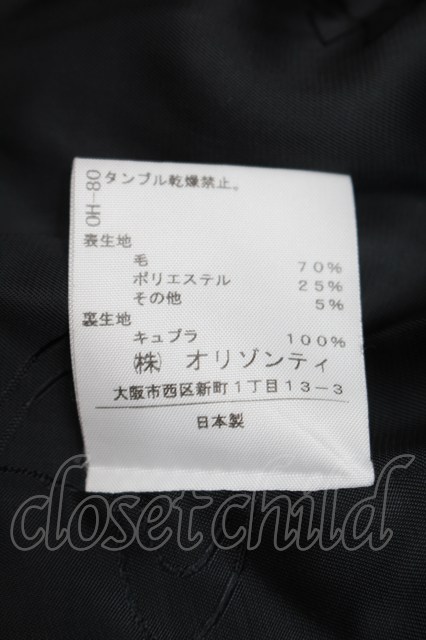 タンブル乾燥禁止。
OH-80
表生地
毛 70%
ポリエステル 25%
その他 5%
裏生地
キュプラ 100%
㈱ オリゾンティ
大阪市西区新町1丁目13-3
日本製
closetchild